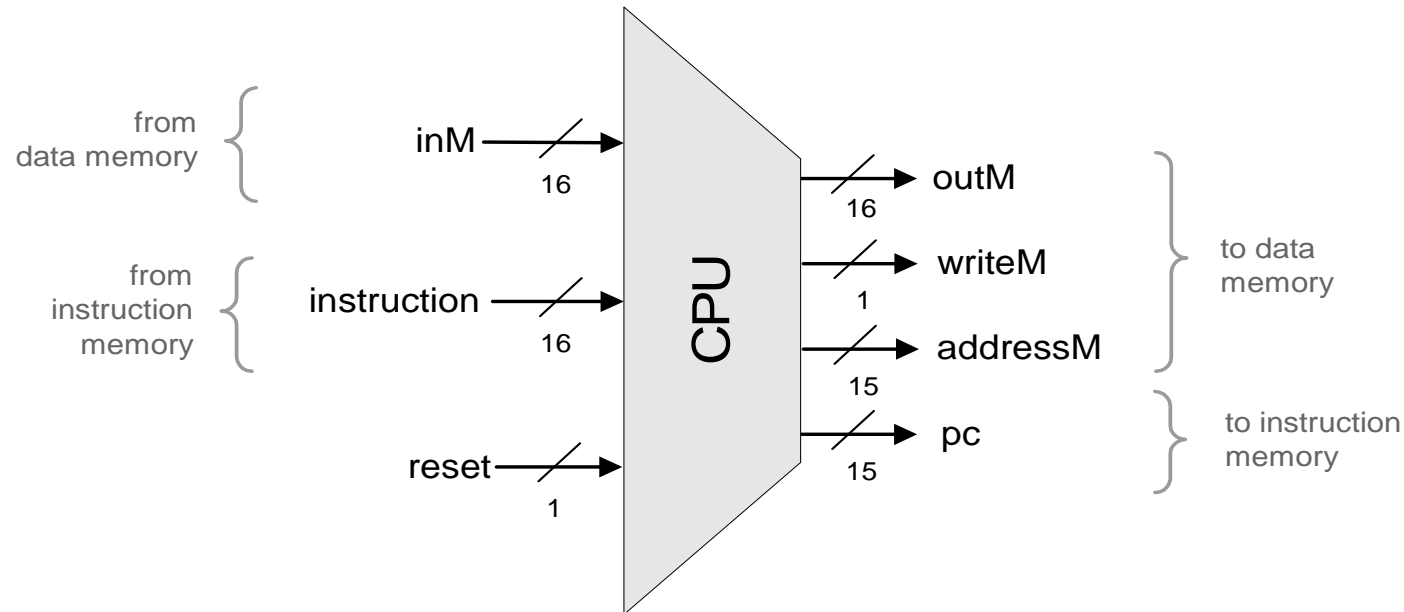 from
data memory
inM
16
from
instruction
memory
instruction
16
reset
1
CPU
outM
16
writeM
1
addressM
15
pc
15
to data
memory
to instruction
memory